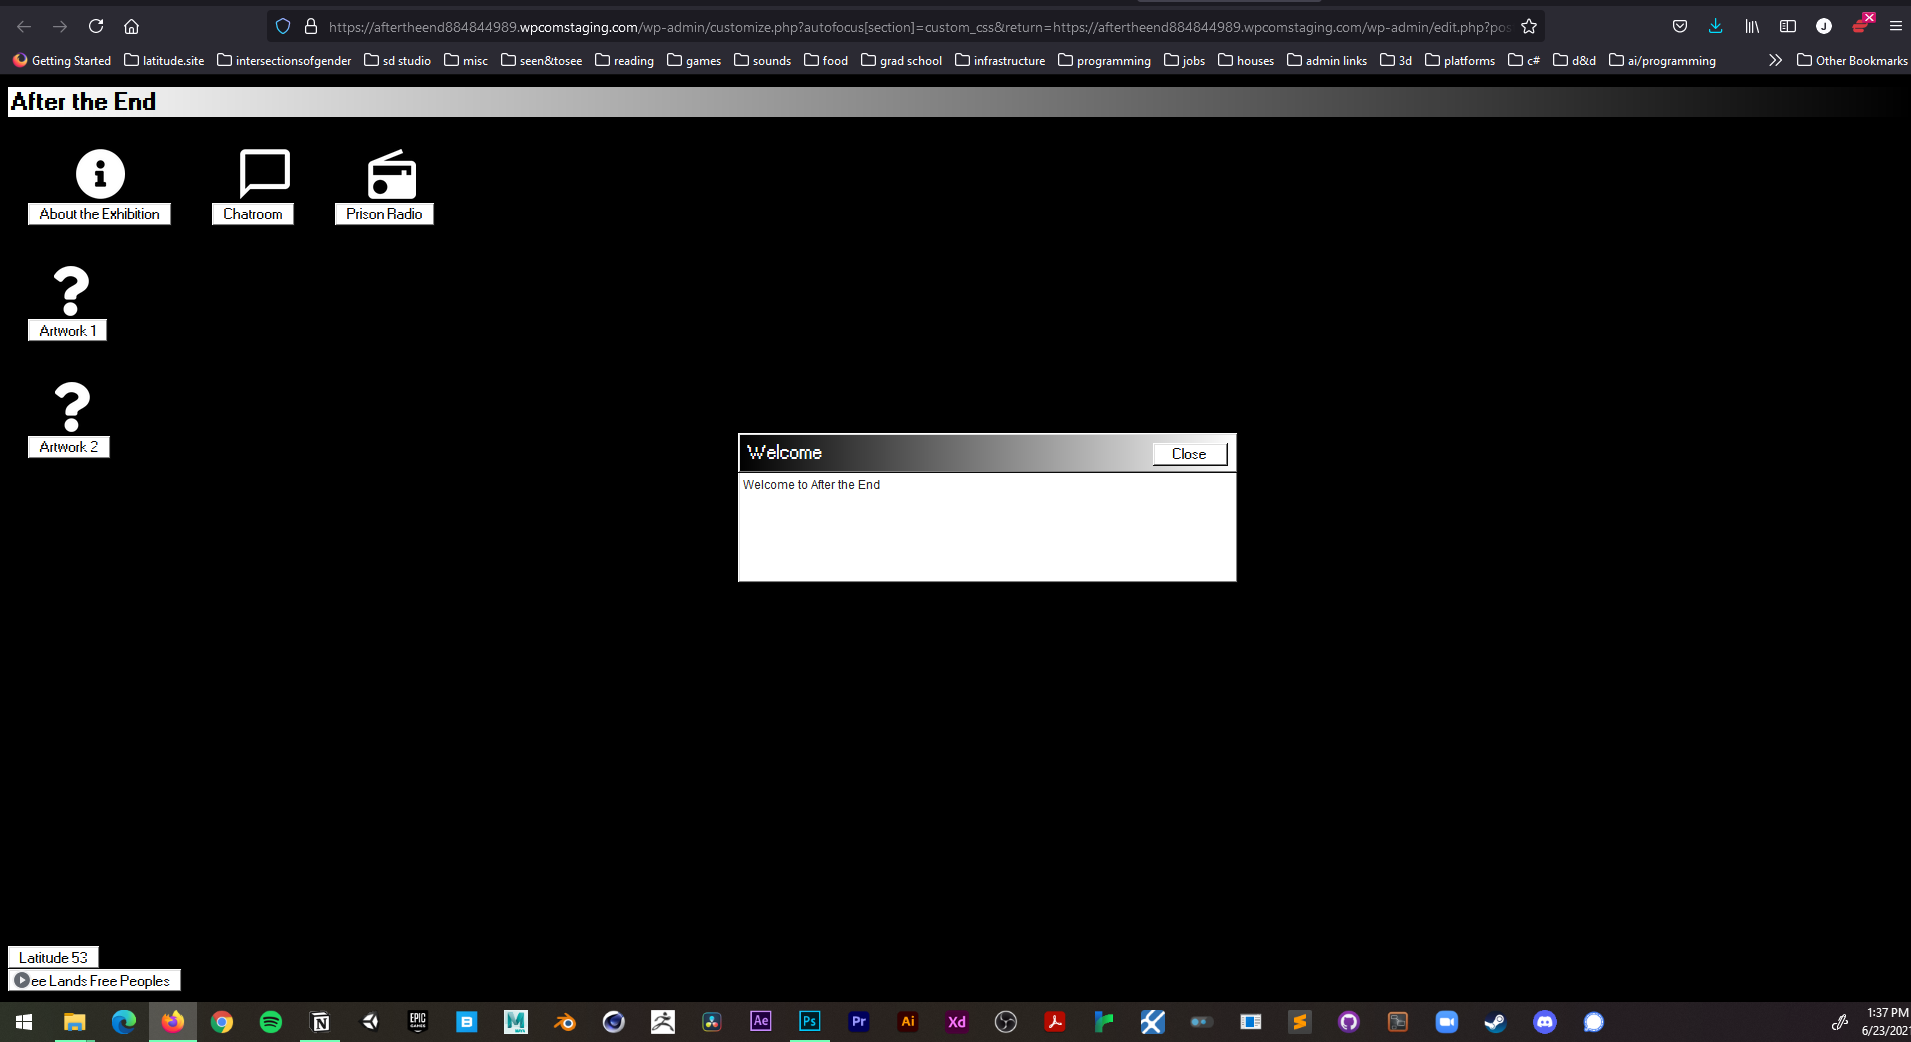 https://aftertheend884844989.wpcomstaging.com/wp-admin/customize.php?autofocus[section]=custom_css&return=https://aftertheend884844989.wpcomstaging.com/wp-admin/edit.php?pos
J
Getting Started latitude.site intersectionsofgender sd studio misc seen&tosee reading games sounds food grad school infrastructure programming jobs houses admin links 3d platforms c# d&d ai/programming Other Bookmarks
After the End
About the Exhibition Chatroom Prison Radio
Artwork 1
Artwork 2
Welcome Close
Welcome to After the End
Latitude 53
ee Lands Free Peoples
EPIC GAMES Ae Ps Pr Ai Xd
1:37 PM
6/23/2021